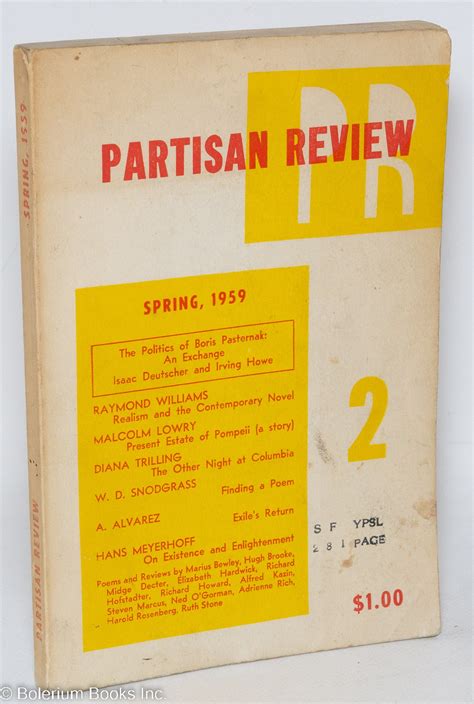 PR
PARTISAN REVIEW
SPRING, 1959
The Politics of Boris Pasternak:
An Exchange
Isaac Deutscher and Irving Howe
RAYMOND WILLIAMS
Realism and the Contemporary Novel
MALCOLM LOWRY
Present Estate of Pompeii (a story)
DIANA TRILLING
The Other Night at Columbia
W. D. SNODGRASS Finding a Poem
A. ALVAREZ Exile's Return
HANS MEYERHOFF
On Existence and Enlightenment
Poems and Reviews by Marius Bewley, Hugh Brooke,
Midge Decter, Elizabeth Hardwick, Richard
Hofstadter, Richard Howard, Alfred Kazin,
Steven Marcus, Ned O'Gorman, Adrienne Rich,
Harold Rosenberg, Ruth Stone
2
S F YPSL
2 8 1 PAGE
$1.00
SPRING, 1959
PARTISAN REVIEW
© Bolerium Books Inc.